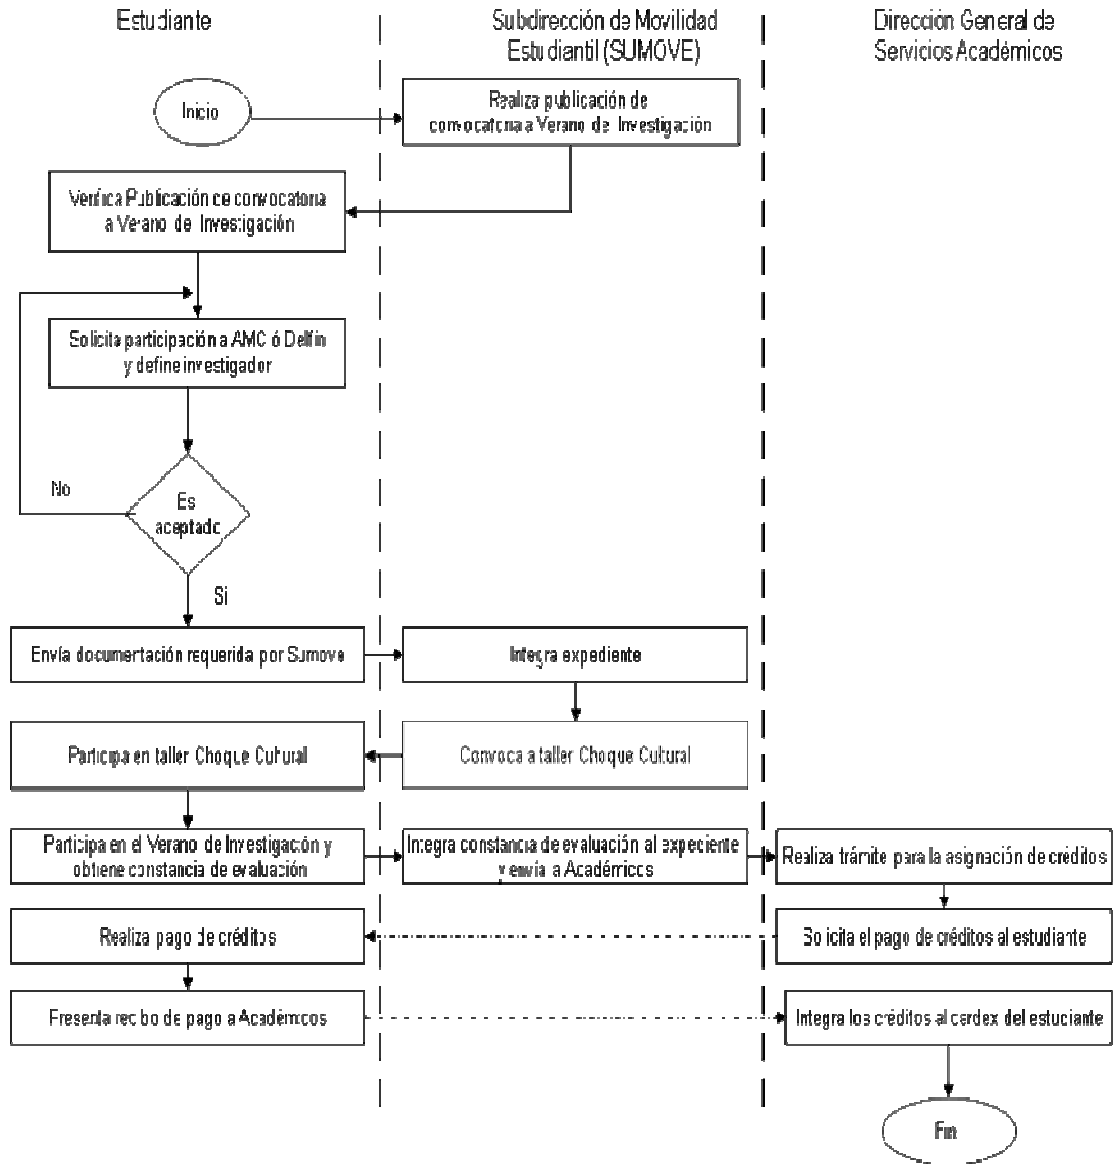 Estudiante
Subdirección de Movilidad
Estudiantil (SUMOVE)
Dirección General de
Servicios Académicos
Inicio
Realiza publicación de
convocatoria a Verano de Investigación
Verifica Publicación de convocatoria
a Verano de Investigación
Solicita participación a AMC ó Delfín
y define investigador
No
Es
aceptado
Si
Envía documentación requerida por Sumove
Integra expediente
Participa en taller Choque Cultural
Convoca a taller Choque Cultural
Participa en el Verano de Investigación y
obtiene constancia de evaluación
Integra constancia de evaluación al expediente
y envía a Académicos
Realiza trámite para la asignación de créditos
Realiza pago de créditos
Solicita el pago de créditos al estudiante
Presenta recibo de pago a Académicos
Integra los créditos al cardex del estudiante
Fin